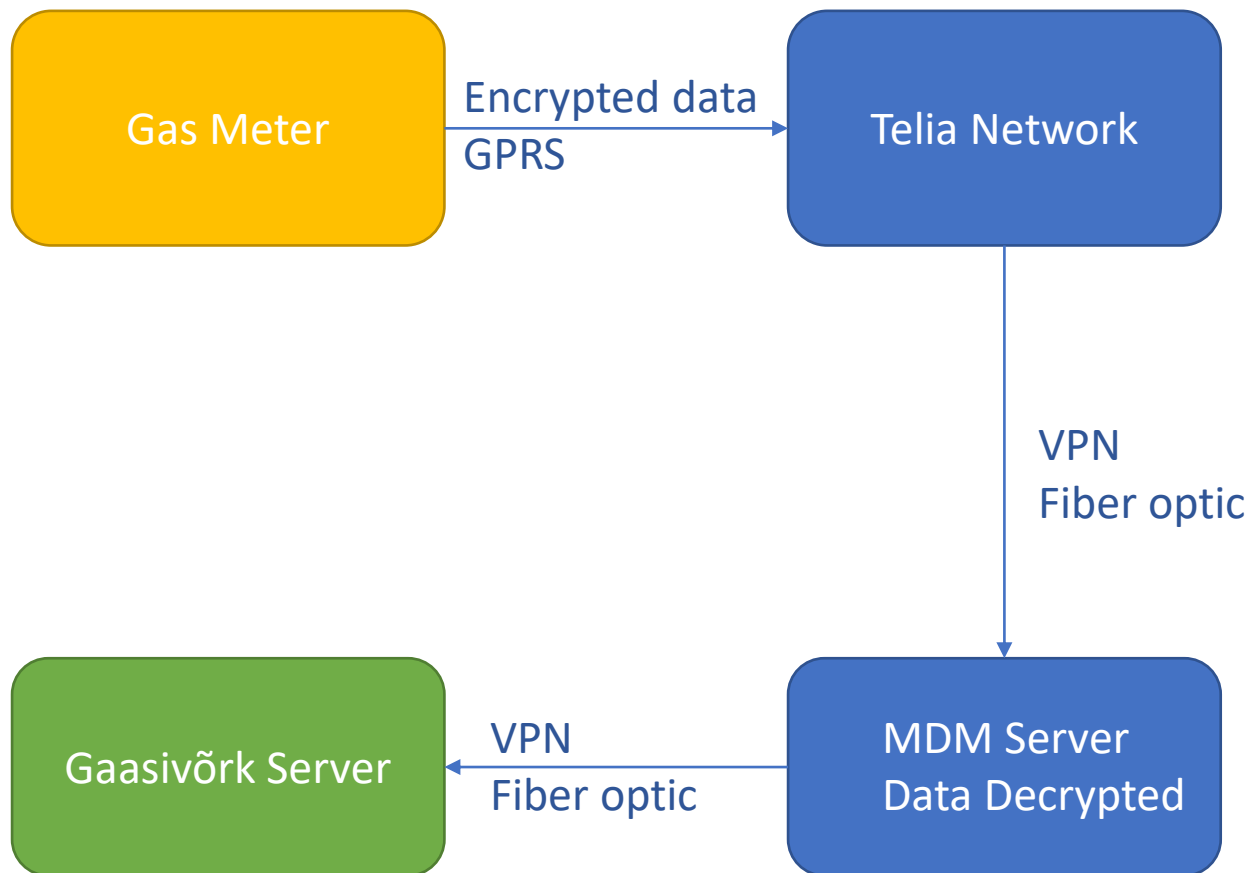 Gas Meter
Encrypted data
GPRS
Telia Network
VPN
Fiber optic
MDM Server
Data Decrypted
VPN
Fiber optic
Gaasivõrk Server